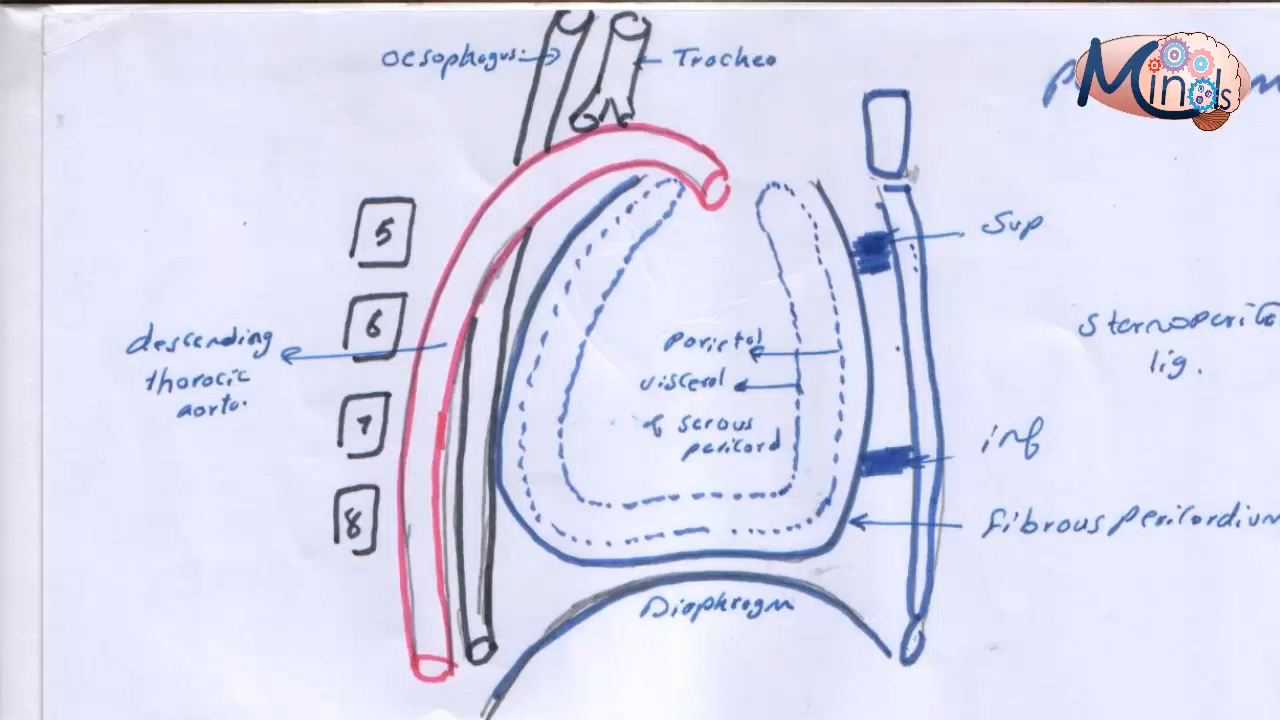 Oesophagus
Trachea
Minds
5
Sup
6
descending
thoracic
aorta.
parietal
visceral
of serous
pericard
lig.
7
inf
8
fibrous pericardium
Diaphragm